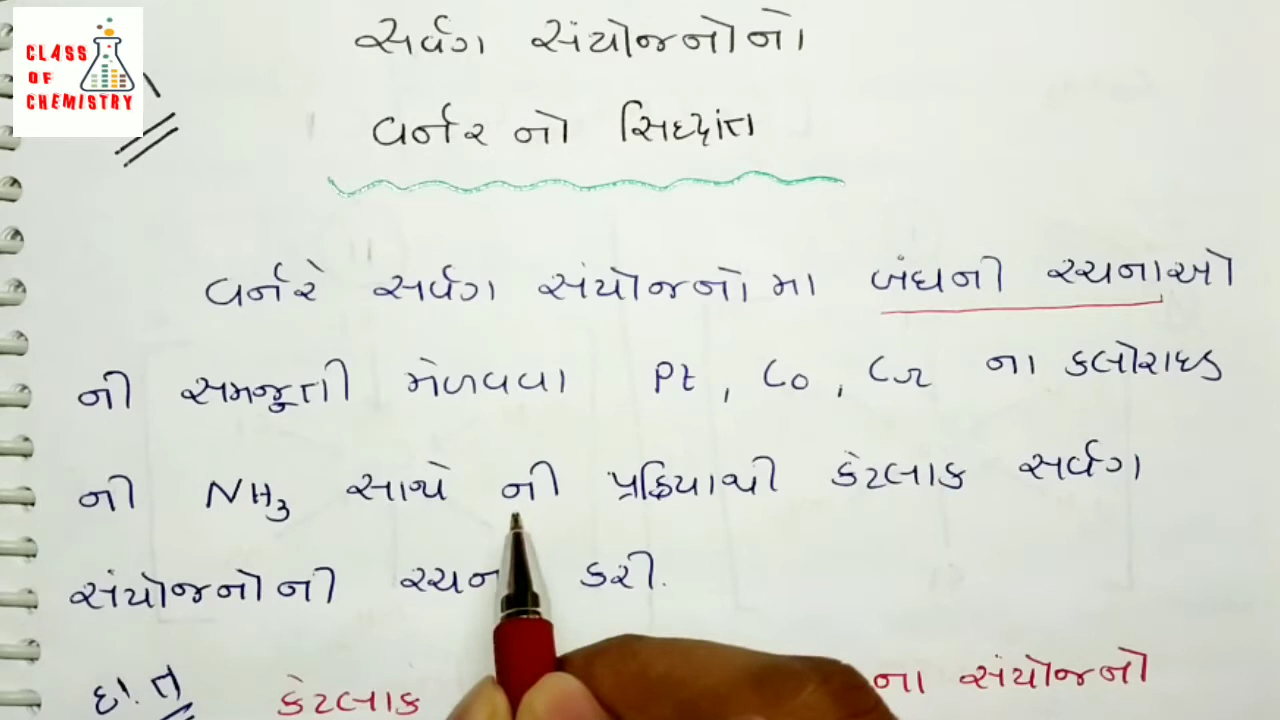 CLASS
OF
CHEMISTRY
સર્વગ સંયોજનોનો
વર્નર નો સિધ્ધાંત
વર્નરે સર્વગ સંયોજનો મા બંધની રચનાઓ
ની સમજૂતી મેળવવા Pt, Co, Cr ના ક્લોરાઇડ
ની NH3 સાથે ની પ્રક્રિયાથી કેટલાક સર્વગ
સંયોજનોની કરી.
કેટલાક ના સંયોજનો